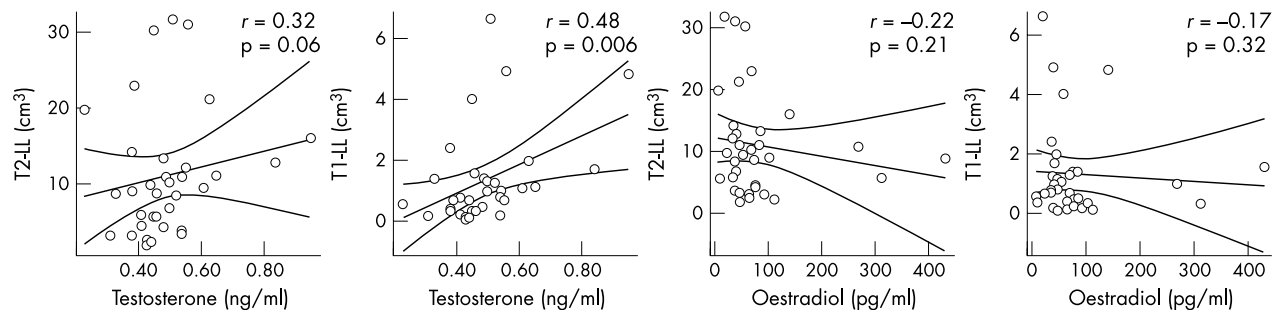 r = 0.32
p = 0.06
T2-LL (cm³)
30
20
10
0.20
0.40
0.60
0.80
Testosterone (ng/ml)
r = 0.48
p = 0.006
T1-LL (cm³)
6
4
2
0
0.40
0.60
0.80
Testosterone (ng/ml)
r = –0.22
p = 0.21
T2-LL (cm³)
30
20
10
0
0
100
200
300
400
Oestradiol (pg/ml)
r = –0.17
p = 0.32
T1-LL (cm³)
6
4
2
0
0
100
200
300
400
Oestradiol (pg/ml)